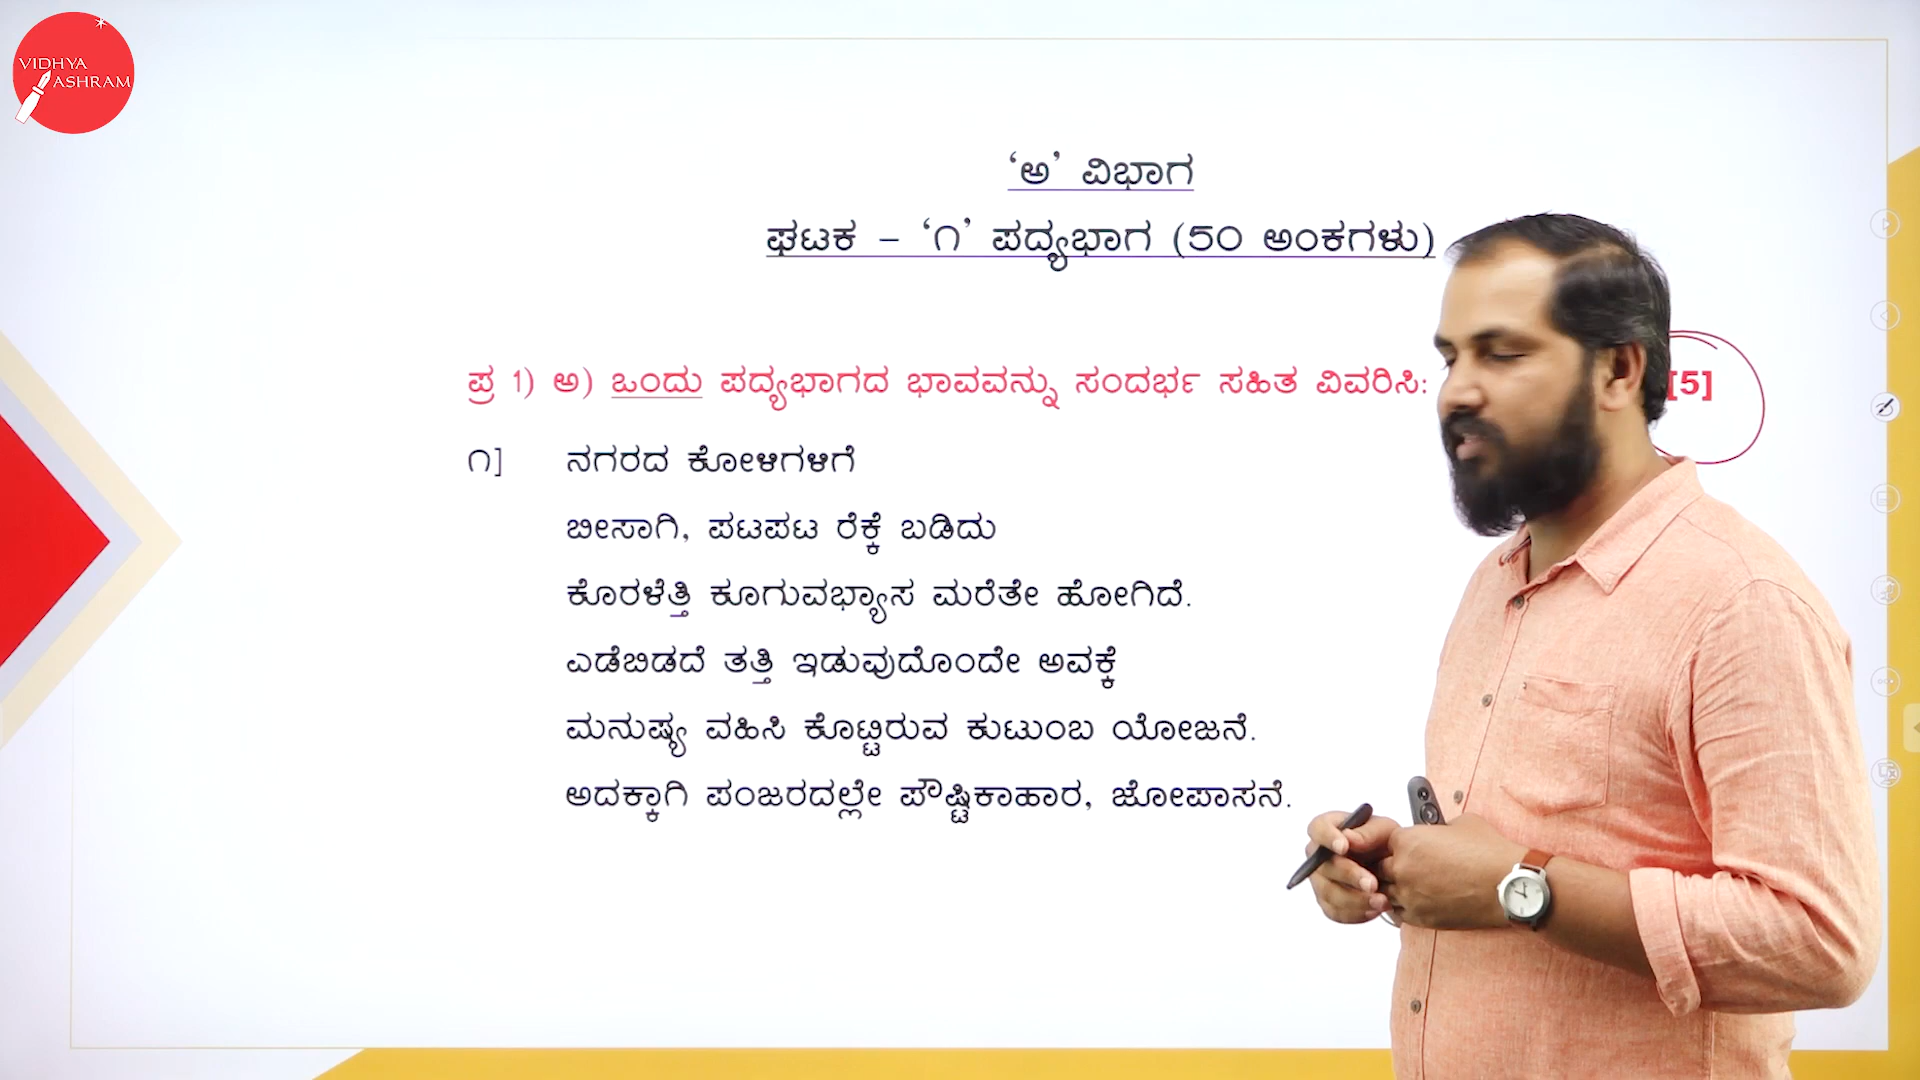 VIDHYA
ASHRAM
‘ಅ’ ವಿಭಾಗ
ಘಟಕ – ‘೧’ ಪದ್ಯಭಾಗ (50 ಅಂಕಗಳು)
ಪ್ರ 1) ಅ) ಒಂದು ಪದ್ಯಭಾಗದ ಭಾವವನ್ನು ಸಂದರ್ಭ ಸಹಿತ ವಿವರಿಸಿ: [5]
೧] ನಗರದ ಕೋಳಿಗಳಿಗೆ
ಬೀಸಾಗಿ, ಪಟಪಟ ರೆಕ್ಕೆ ಬಡಿದು
ಕೊರಳೆತ್ತಿ ಕೂಗುವಭ್ಯಾಸ ಮರೆತೇ ಹೋಗಿದೆ.
ಎಡೆಬಿಡದೆ ತತ್ತಿ ಇಡುವುದೊಂದೇ ಅವಕ್ಕೆ
ಮನುಷ್ಯ ವಹಿಸಿ ಕೊಟ್ಟಿರುವ ಕುಟುಂಬ ಯೋಜನೆ.
ಅದಕ್ಕಾಗಿ ಪಂಜರದಲ್ಲೇ ಪೌಷ್ಟಿಕಾಹಾರ, ಜೋಪಾಸನೆ.